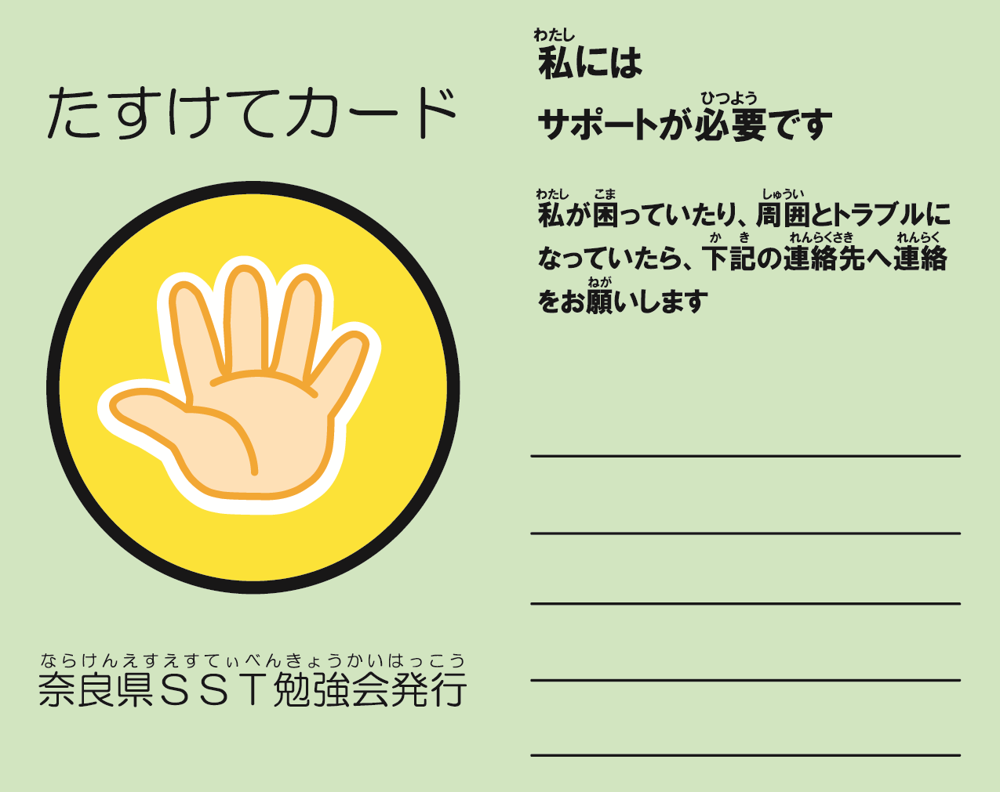 たすけてカード
ならけんえすえすてぃべんきょうかいはっこう
奈良県ＳＳＴ勉強会発行
わたし
私には
ひつよう
サポートが必要です
わたし こま しゅうい
私が困っていたり、周囲とトラブルに
か き れんらくさき れんらく
なっていたら、下記の連絡先へ連絡
ねが
をお願いします